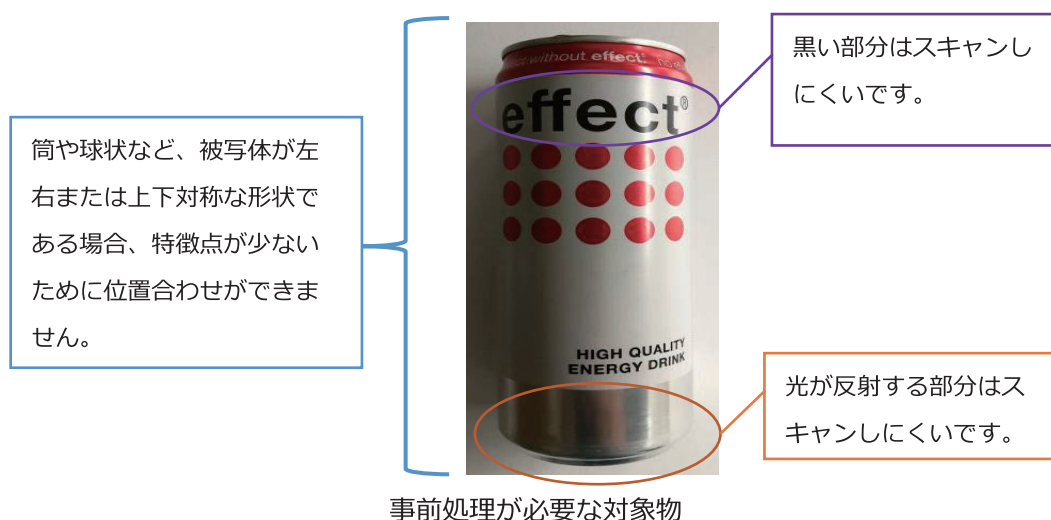 筒や球状など、被写体が左
右または上下対称な形状で
ある場合、特徴点が少ない
ために位置合わせができま
せん。
without effect.
effect®
HIGH QUALITY
ENERGY DRINK
黒い部分はスキャンし
にくいです。
光が反射する部分はス
キャンしにくいです。
事前処理が必要な対象物